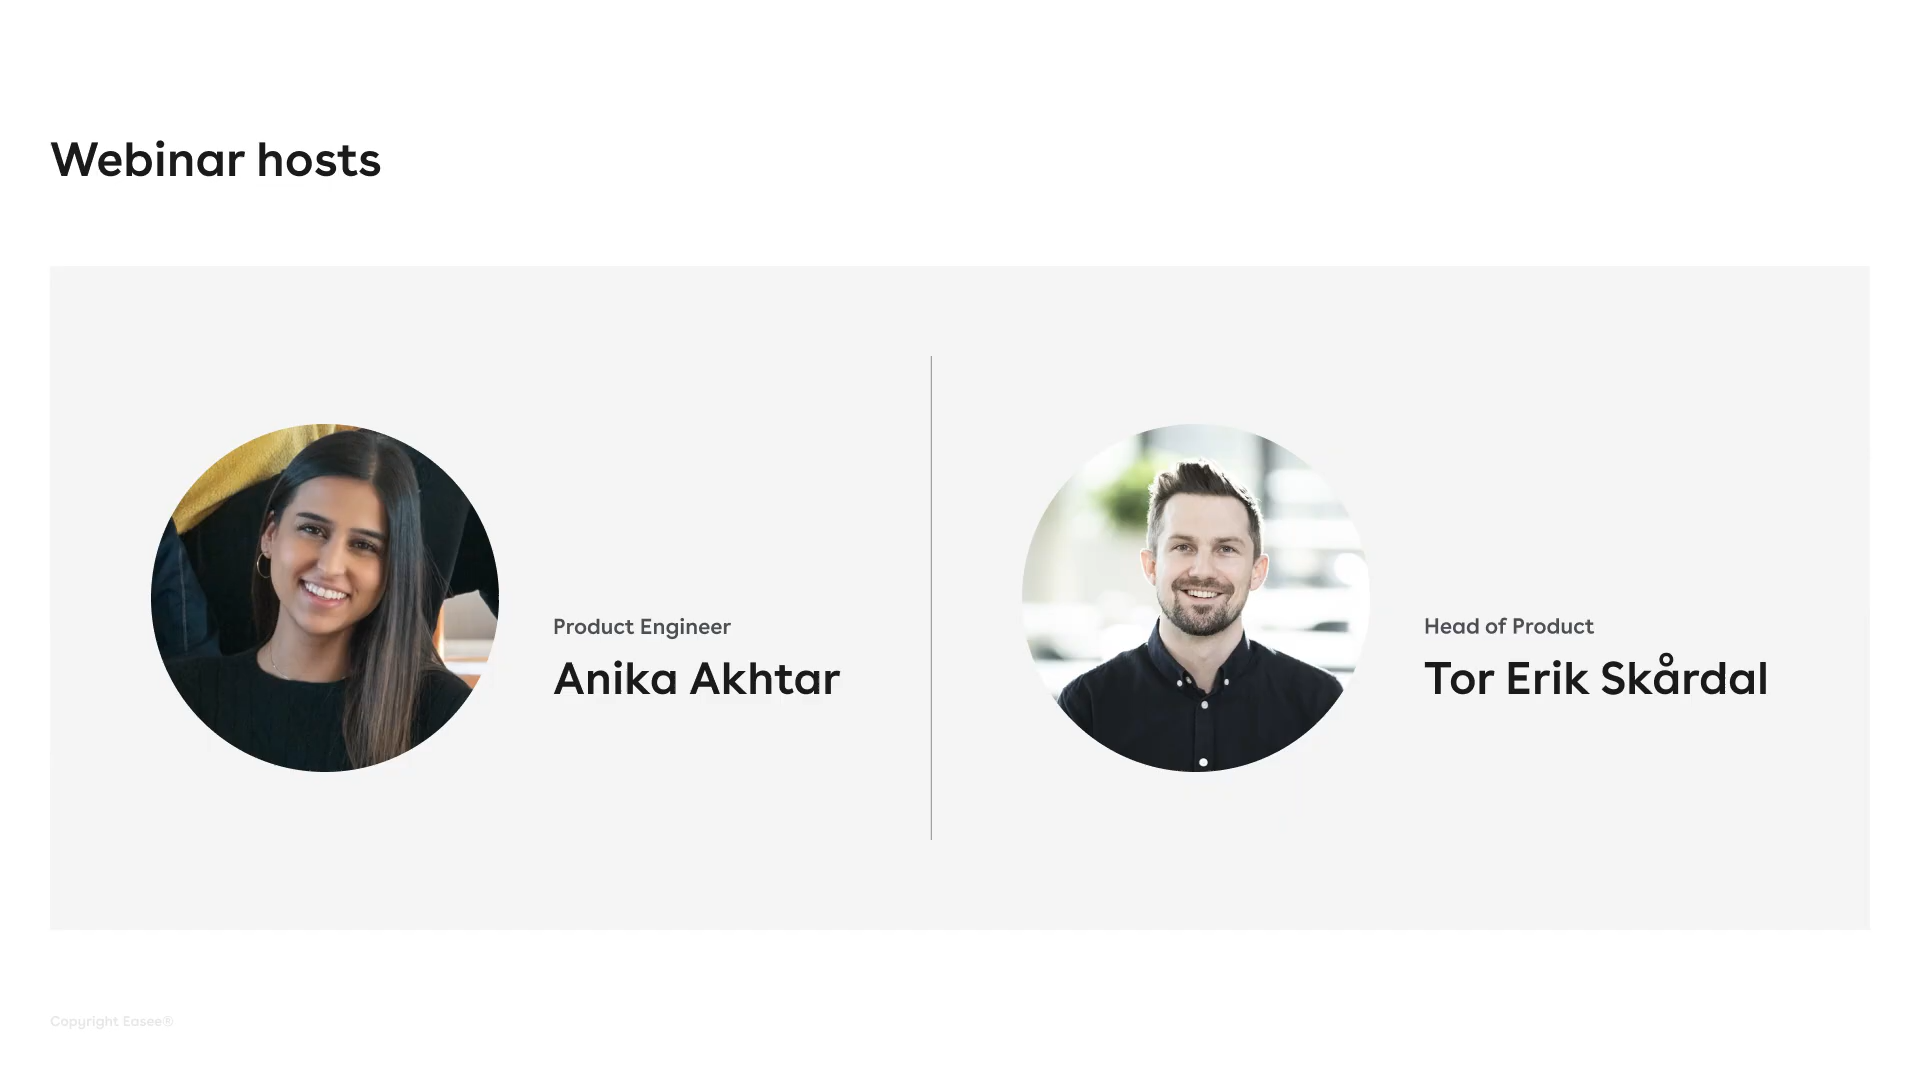 Webinar hosts
Product Engineer
Anika Akhtar
Head of Product
Tor Erik Skårdal
Copyright Easee®